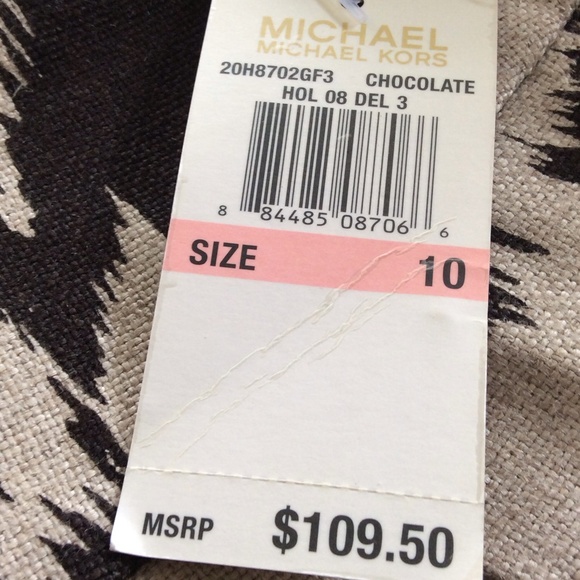 MICHAEL
MICHAEL KORS
20H8702GF3 CHOCOLATE
HOL 08 DEL 3
8 84485 08706 6
SIZE 10
MSRP $109.50